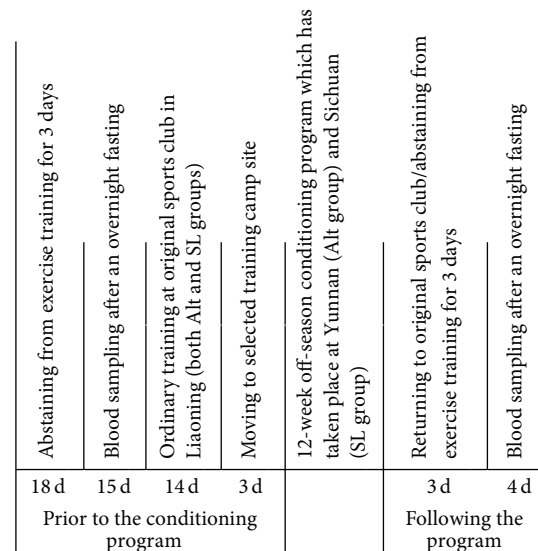 Abstaining from exercise training for 3 days
Blood sampling after an overnight fasting
Ordinary training at original sports club in
Liaoning (both Alt and SL groups)
Moving to selected training camp site
12-week off-season conditioning program which has
taken place at Yunnan (Alt group) and Sichuan
(SL group)
Returning to original sports club/abstaining from
exercise training for 3 days
Blood sampling after an overnight fasting
18 d
15 d
14 d
3 d
3 d
4 d
Prior to the conditioning
program
Following the
program